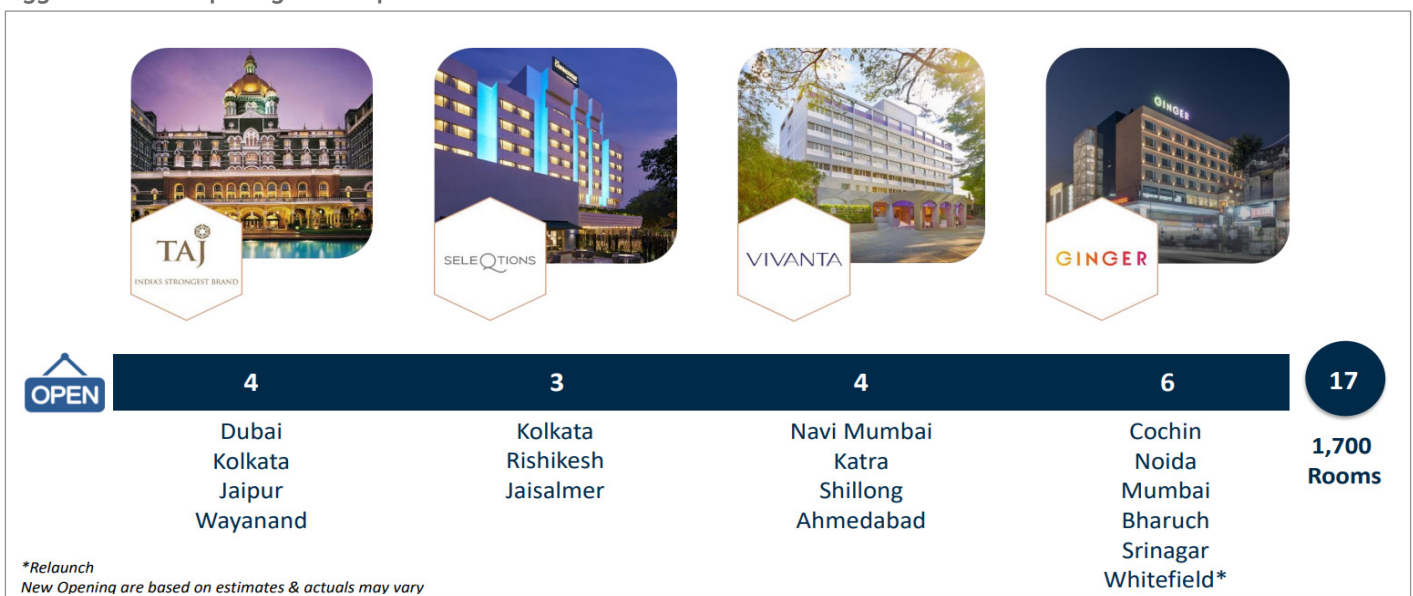 TAJ
INDIA'S STRONGEST BRAND
SELEQTIONS
VIVANTA
GINGER
GINGER
OPEN
4
3
4
6
17
Dubai
Kolkata
Jaipur
Wayanand
Kolkata
Rishikesh
Jaisalmer
Navi Mumbai
Katra
Shillong
Ahmedabad
Cochin
Noida
Mumbai
Bharuch
Srinagar
Whitefield*
1,700
Rooms
*Relaunch
New Opening are based on estimates & actuals may vary